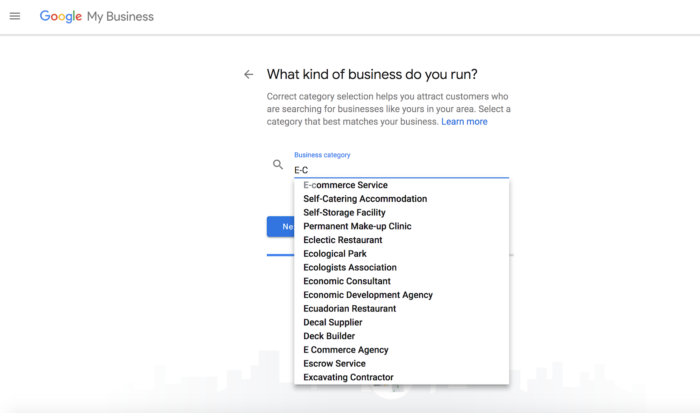 Google My Business
What kind of business do you run?
Correct category selection helps you attract customers who
are searching for businesses like yours in your area. Select a
category that best matches your business. Learn more
Business category
E-C
E-commerce Service
Self-Catering Accommodation
Self-Storage Facility
Ne
Permanent Make-up Clinic
Eclectic Restaurant
Ecological Park
Ecologists Association
Economic Consultant
Economic Development Agency
Ecuadorian Restaurant
Decal Supplier
Deck Builder
E Commerce Agency
Escrow Service
Excavating Contractor